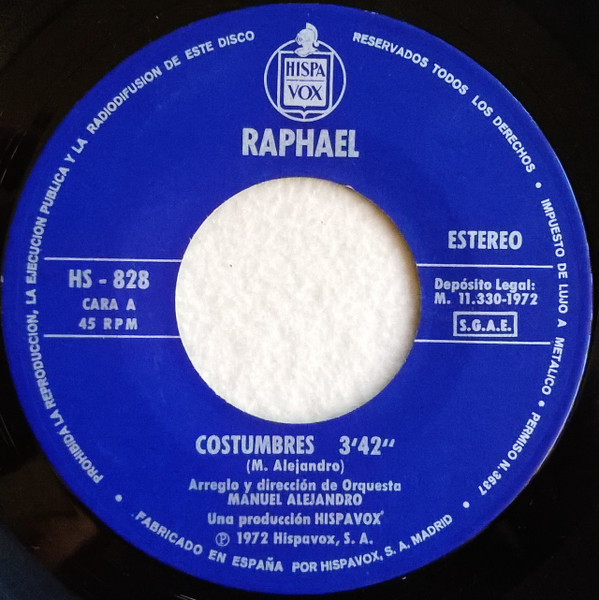 PROHIBIDA LA REPRODUCCION, LA EJECUCION PUBLICA Y LA RADIODIFUSION DE ESTE DISCO
RESERVADOS TODOS LOS DERECHOS • IMPUESTO DE LUJO A METALICO • PERMISO N. 3637 •
HISPA
VOX
RAPHAEL
ESTEREO
HS - 828
CARA A
45 RPM
Depósito Legal:
M. 11.330-1972
S.G.A.E.
COSTUMBRES 3'42"
(M. Alejandro)
Arreglo y dirección de Orquesta
MANUEL ALEJANDRO
Una producción HISPAVOX
℗ 1972 Hispavox, S. A.
• FABRICADO EN ESPAÑA POR HISPAVOX, S. A. MADRID •